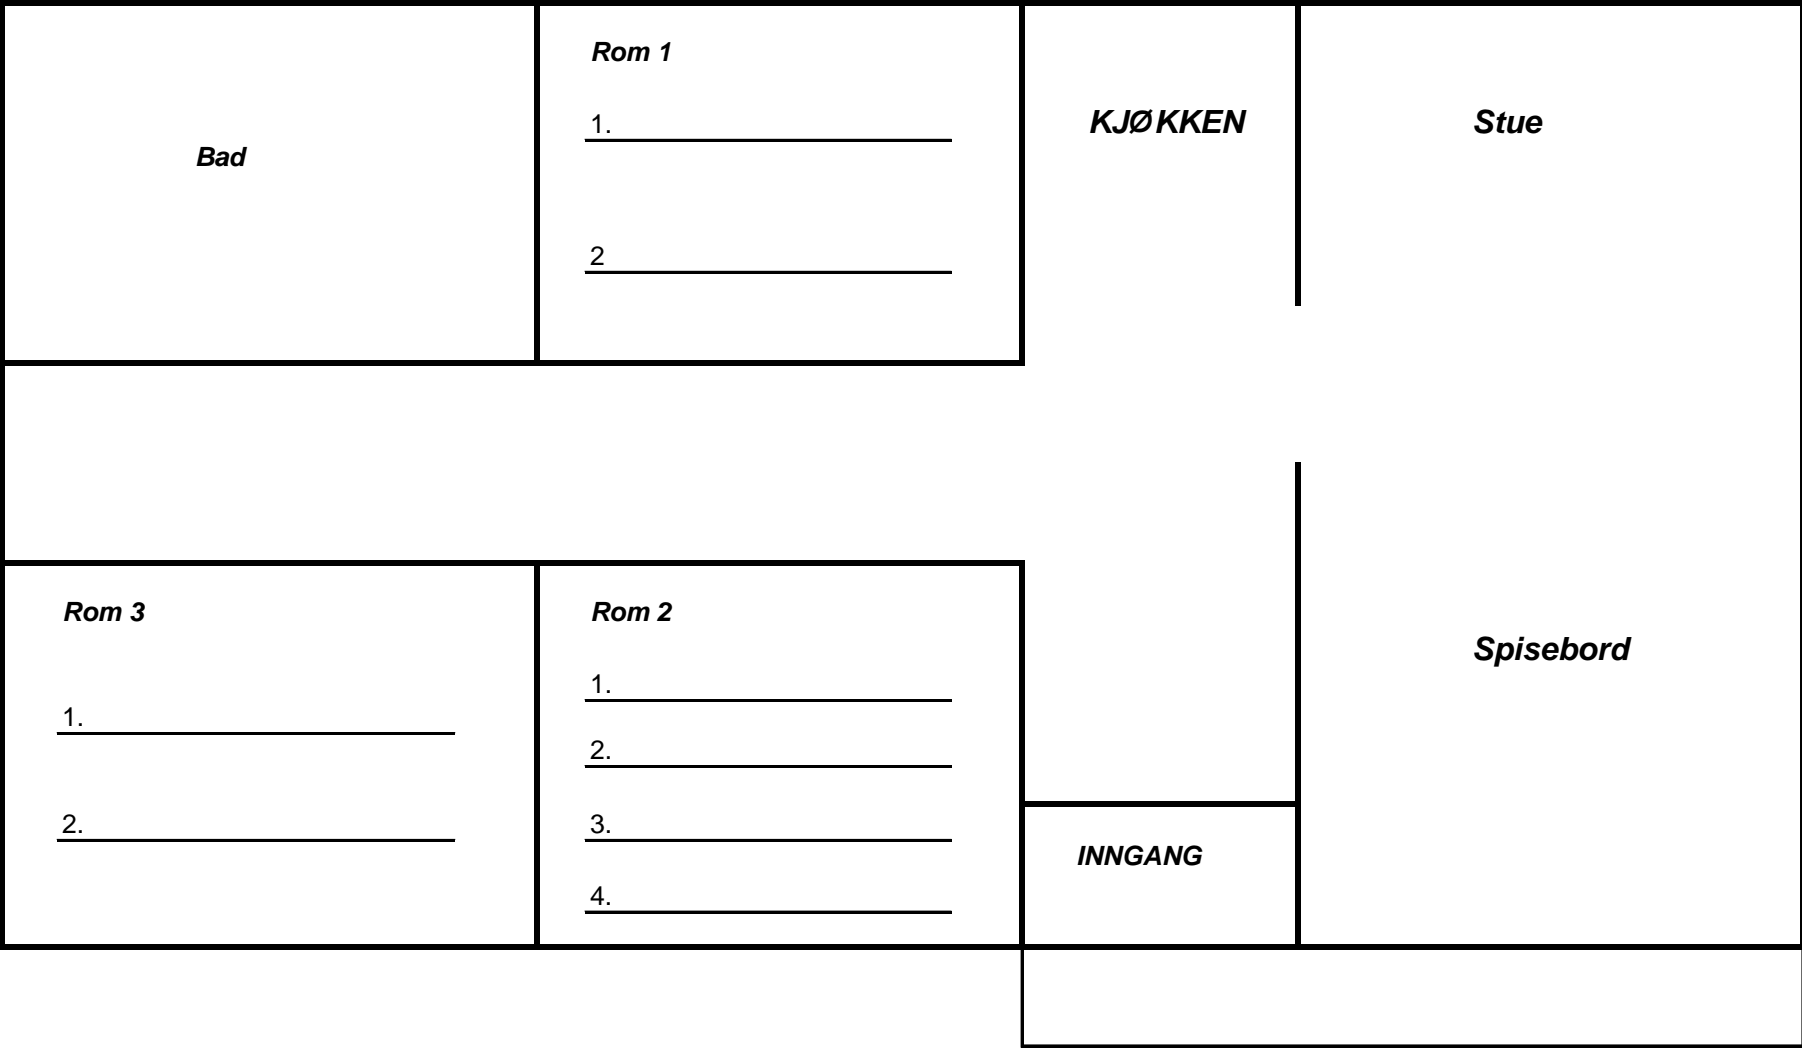 Bad
Rom 1
1.
2
KJØKKEN
Stue
Rom 3
1.
2.
Rom 2
1.
2.
3.
4.
Spisebord
INNGANG